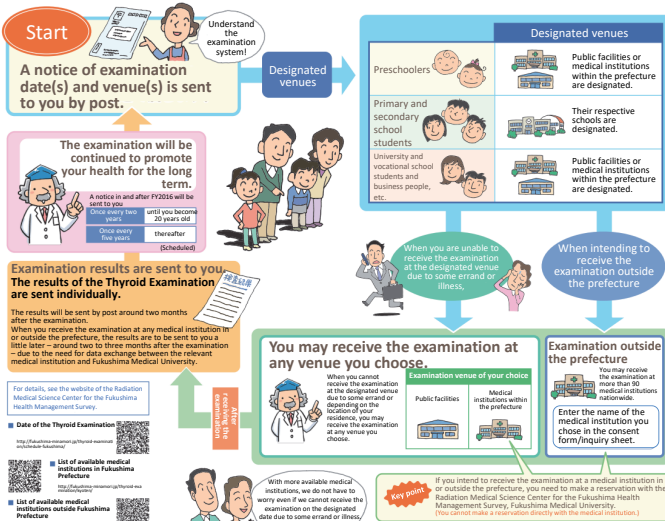 Start
Understand
the
examination
system!
A notice of examination
date(s) and venue(s) is sent
to you by post.
Designated
venues
Designated venues
Preschoolers
Public facilities or
medical institutions
within the prefecture
are designated.
Primary and
secondary
school
students
Their respective
schools are
designated.
University and
vocational school
students and
business people,
etc.
Public facilities or
medical institutions
within the prefecture
are designated.
The examination will be
continued to promote
your health for the long
term.
A notice in and after FY2016 will be
sent to you
Once every two
years
until you become
20 years old
Once every
five years
thereafter
(Scheduled)
When you are unable to
receive the examination
at the designated venue
due to some errand or
illness,
When intending to
receive the
examination outside
the prefecture
Examination results are sent to you.
The results of the Thyroid Examination
are sent individually.
The results will be sent by post around two months
after the examination.
When you receive the examination at any medical institution in
or outside the prefecture, the results are to be sent to you a
little later – around two to three months after the examination
– due to the need for data exchange between the relevant
medical institution and Fukushima Medical University.
検査結果
You may receive the examination at
any venue you choose.
When you cannot
receive the examination
at the designated venue
due to some errand or
depending on the
location of your
residence, you may
receive the examination
at any venue you
choose.
Examination venue of your choice
Public facilities
Medical
institutions within
the prefecture
Examination outside
the prefecture
You may receive
the examination at
more than 90
medical institutions
nationwide.
Enter the name of the
medical institution you
chose in the consent
form/inquiry sheet.
After
receiving the
examination
For details, see the website of the Radiation
Medical Science Center for the Fukushima
Health Management Survey.
Date of the Thyroid Examination
List of available medical
institutions in Fukushima
Prefecture
List of available medical
institutions outside Fukushima
Prefecture
With more available medical
institutions, we do not have to
worry even if we cannot receive the
examination on the designated
date due to some errand or illness,
Key point
If you intend to receive the examination at a medical institution in
or outside the prefecture, you need to make a reservation with the
Radiation Medical Science Center for the Fukushima Health
Management Survey, Fukushima Medical University.
(You cannot make a reservation directly with the medical institution.)